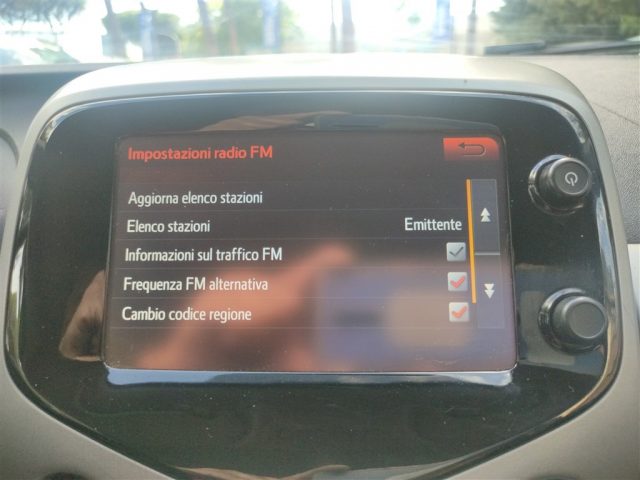 Impostazioni radio FM
Aggiorna elenco stazioni
Elenco stazioni Emittente
Informazioni sul traffico FM
Frequenza FM alternativa
Cambio codice regione